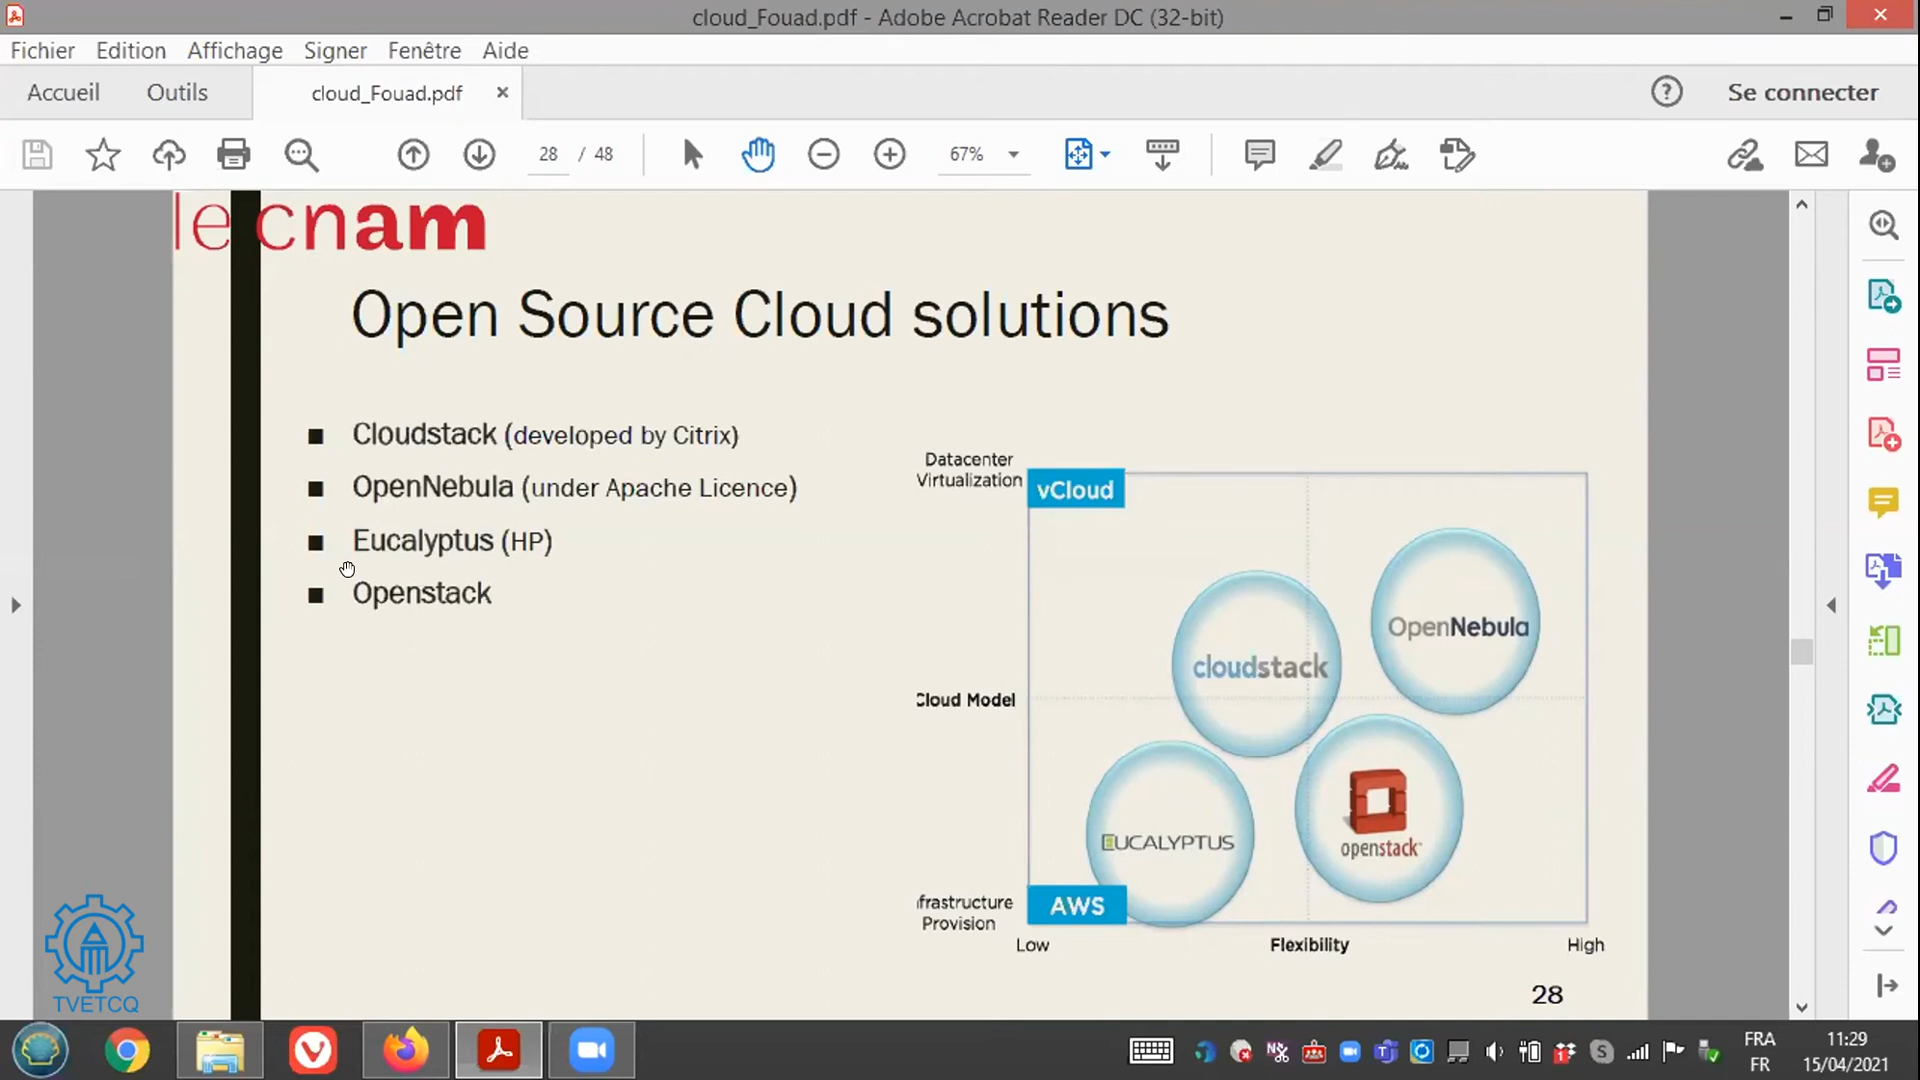 cloud_Fouad.pdf - Adobe Acrobat Reader DC (32-bit)
Fichier Edition Affichage Signer Fenêtre Aide
Accueil Outils cloud_Fouad.pdf Se connecter
28 / 48 67%
le cnam
Open Source Cloud solutions
Cloudstack (developed by Citrix)
OpenNebula (under Apache Licence)
Eucalyptus (HP)
Openstack
Datacenter
Virtualization
vCloud
OpenNebula
cloudstack
Cloud Model
openstack
EUCALYPTUS
nfrastructure
Provision
AWS
Low Flexibility High
28
TVETCQ
FRA
FR
11:29
15/04/2021